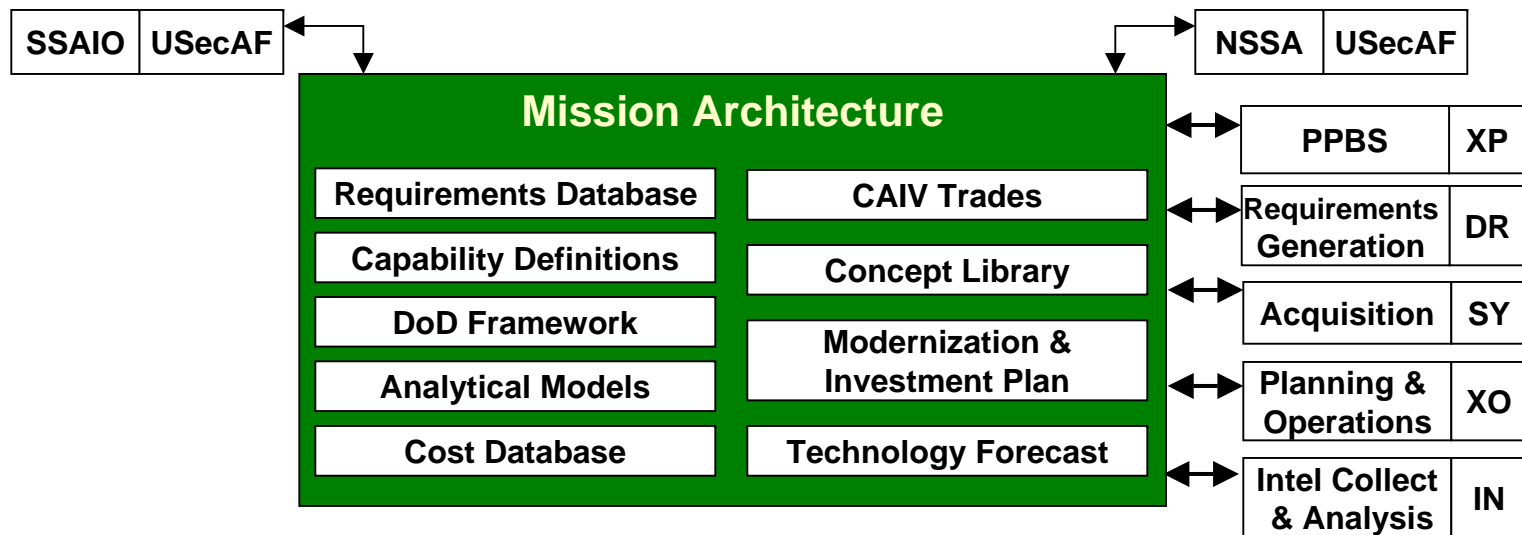 SSAIO USecAF
NSSA USecAF
Mission Architecture
Requirements Database
Capability Definitions
DoD Framework
Analytical Models
Cost Database
CAIV Trades
Concept Library
Modernization &
Investment Plan
Technology Forecast
PPBS XP
Requirements
Generation
DR
Acquisition SY
Planning &
Operations
XO
Intel Collect
& Analysis
IN